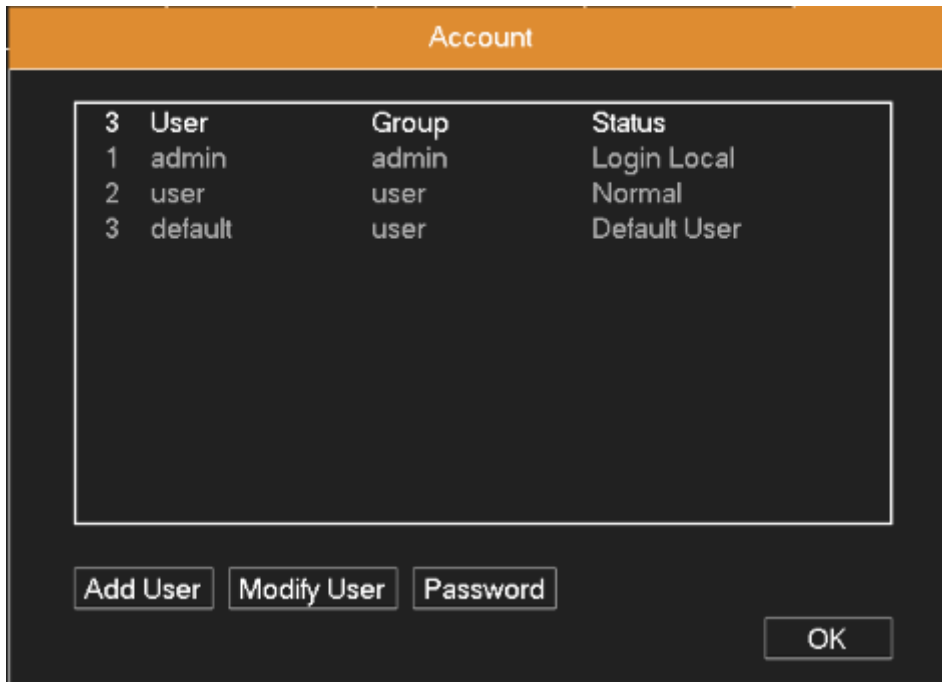 Account
3 User Group Status
1 admin admin Login Local
2 user user Normal
3 default user Default User
Add User Modify User Password
OK